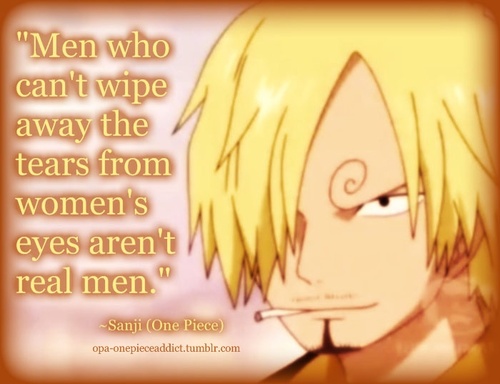 "Men who
can't wipe
away the
tears from
women's
eyes aren't
real men."
~Sanji (One Piece)
opa-onepieceaddict.tumblr.com